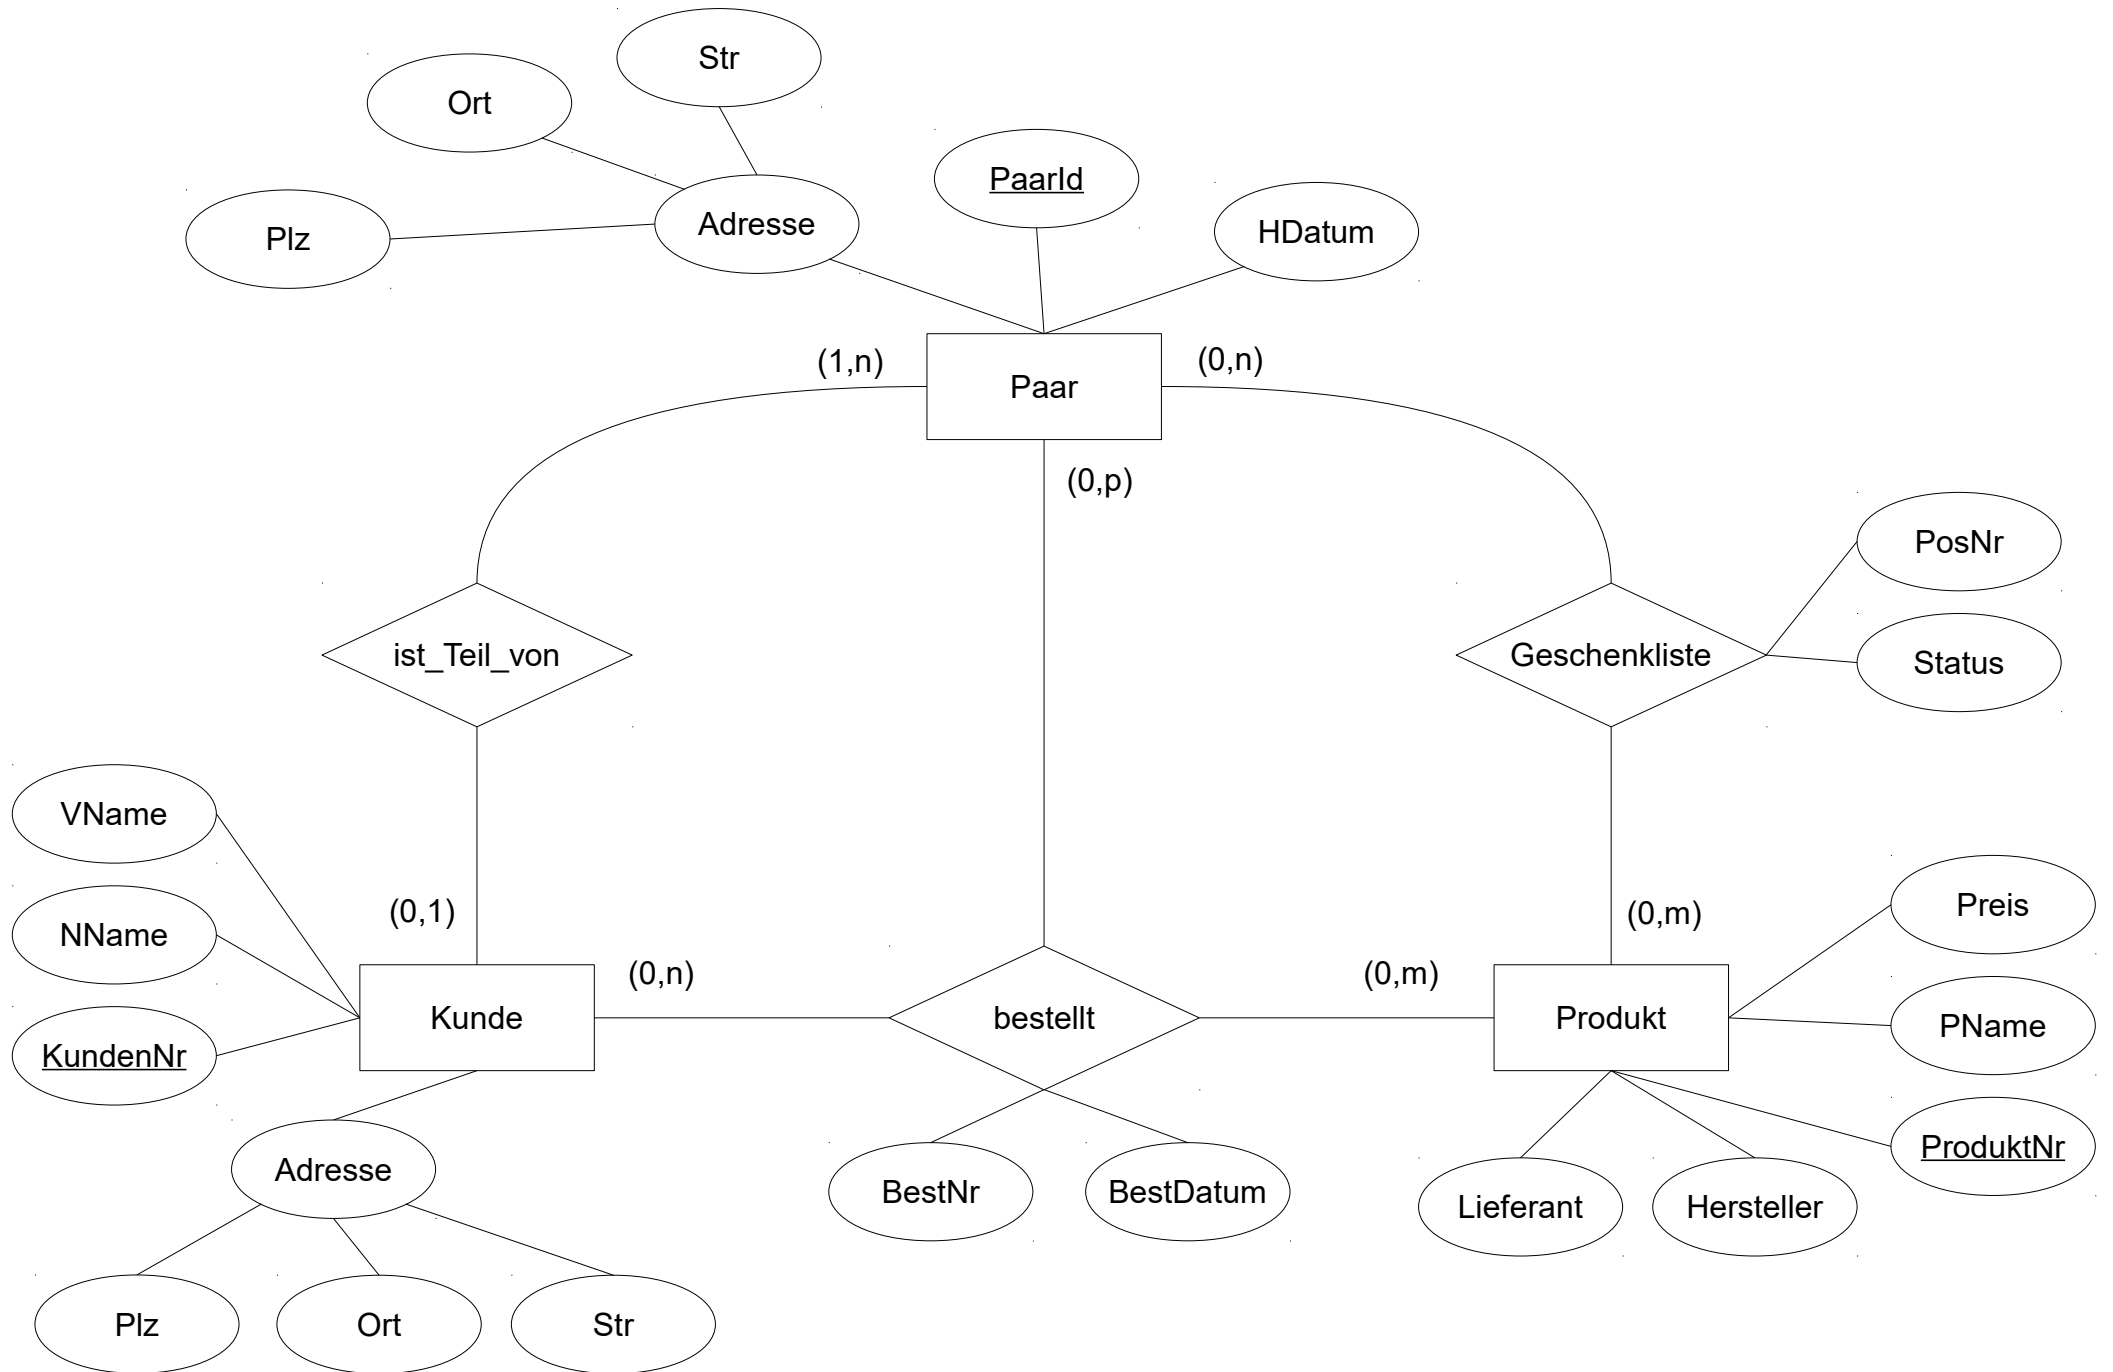 Str
Ort
PaarId
Plz
Adresse
HDatum
(1,n)
(0,n)
Paar
(0,p)
PosNr
ist_Teil_von
Geschenkliste
Status
VName
NName
(0,1)
(0,m)
Preis
(0,n)
(0,m)
Kunde
bestellt
Produkt
PName
KundenNr
ProduktNr
Adresse
BestNr
BestDatum
Lieferant
Hersteller
Plz
Ort
Str